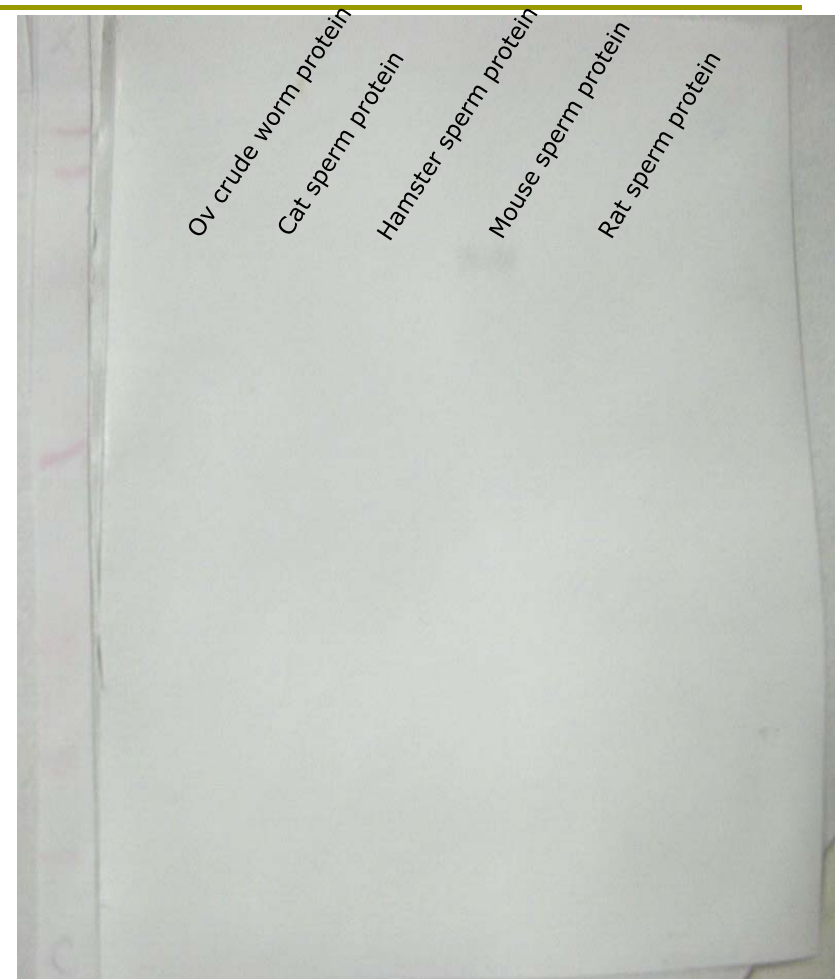 Ov crude worm protein
Cat sperm protein
Hamster sperm protein
Mouse sperm protein
Rat sperm protein
C